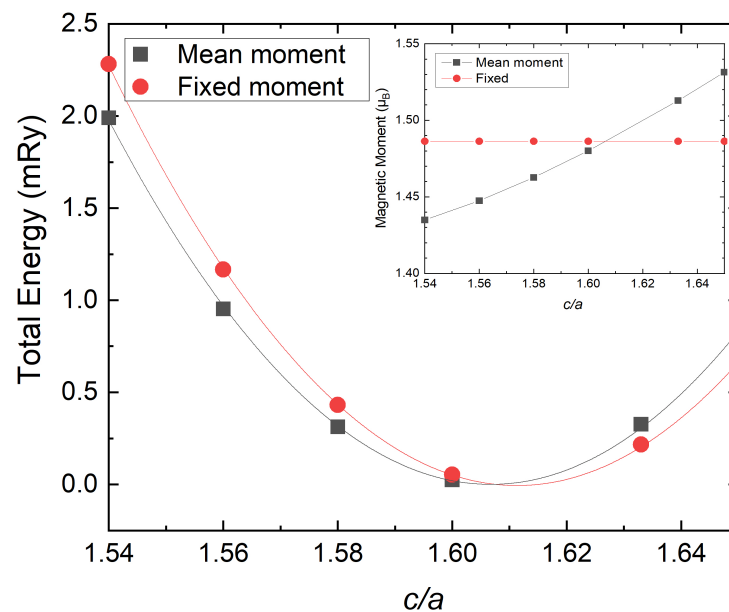 2.5
2.0
1.5
1.0
0.5
0.0
Total Energy (mRy)
1.54
1.56
1.58
1.60
1.62
1.64
c/a
Mean moment
Fixed moment
1.55
1.50
1.45
1.40
Magnetic Moment (μB)
Mean moment
Fixed
1.54
1.56
1.58
1.60
1.62
1.64
c/a